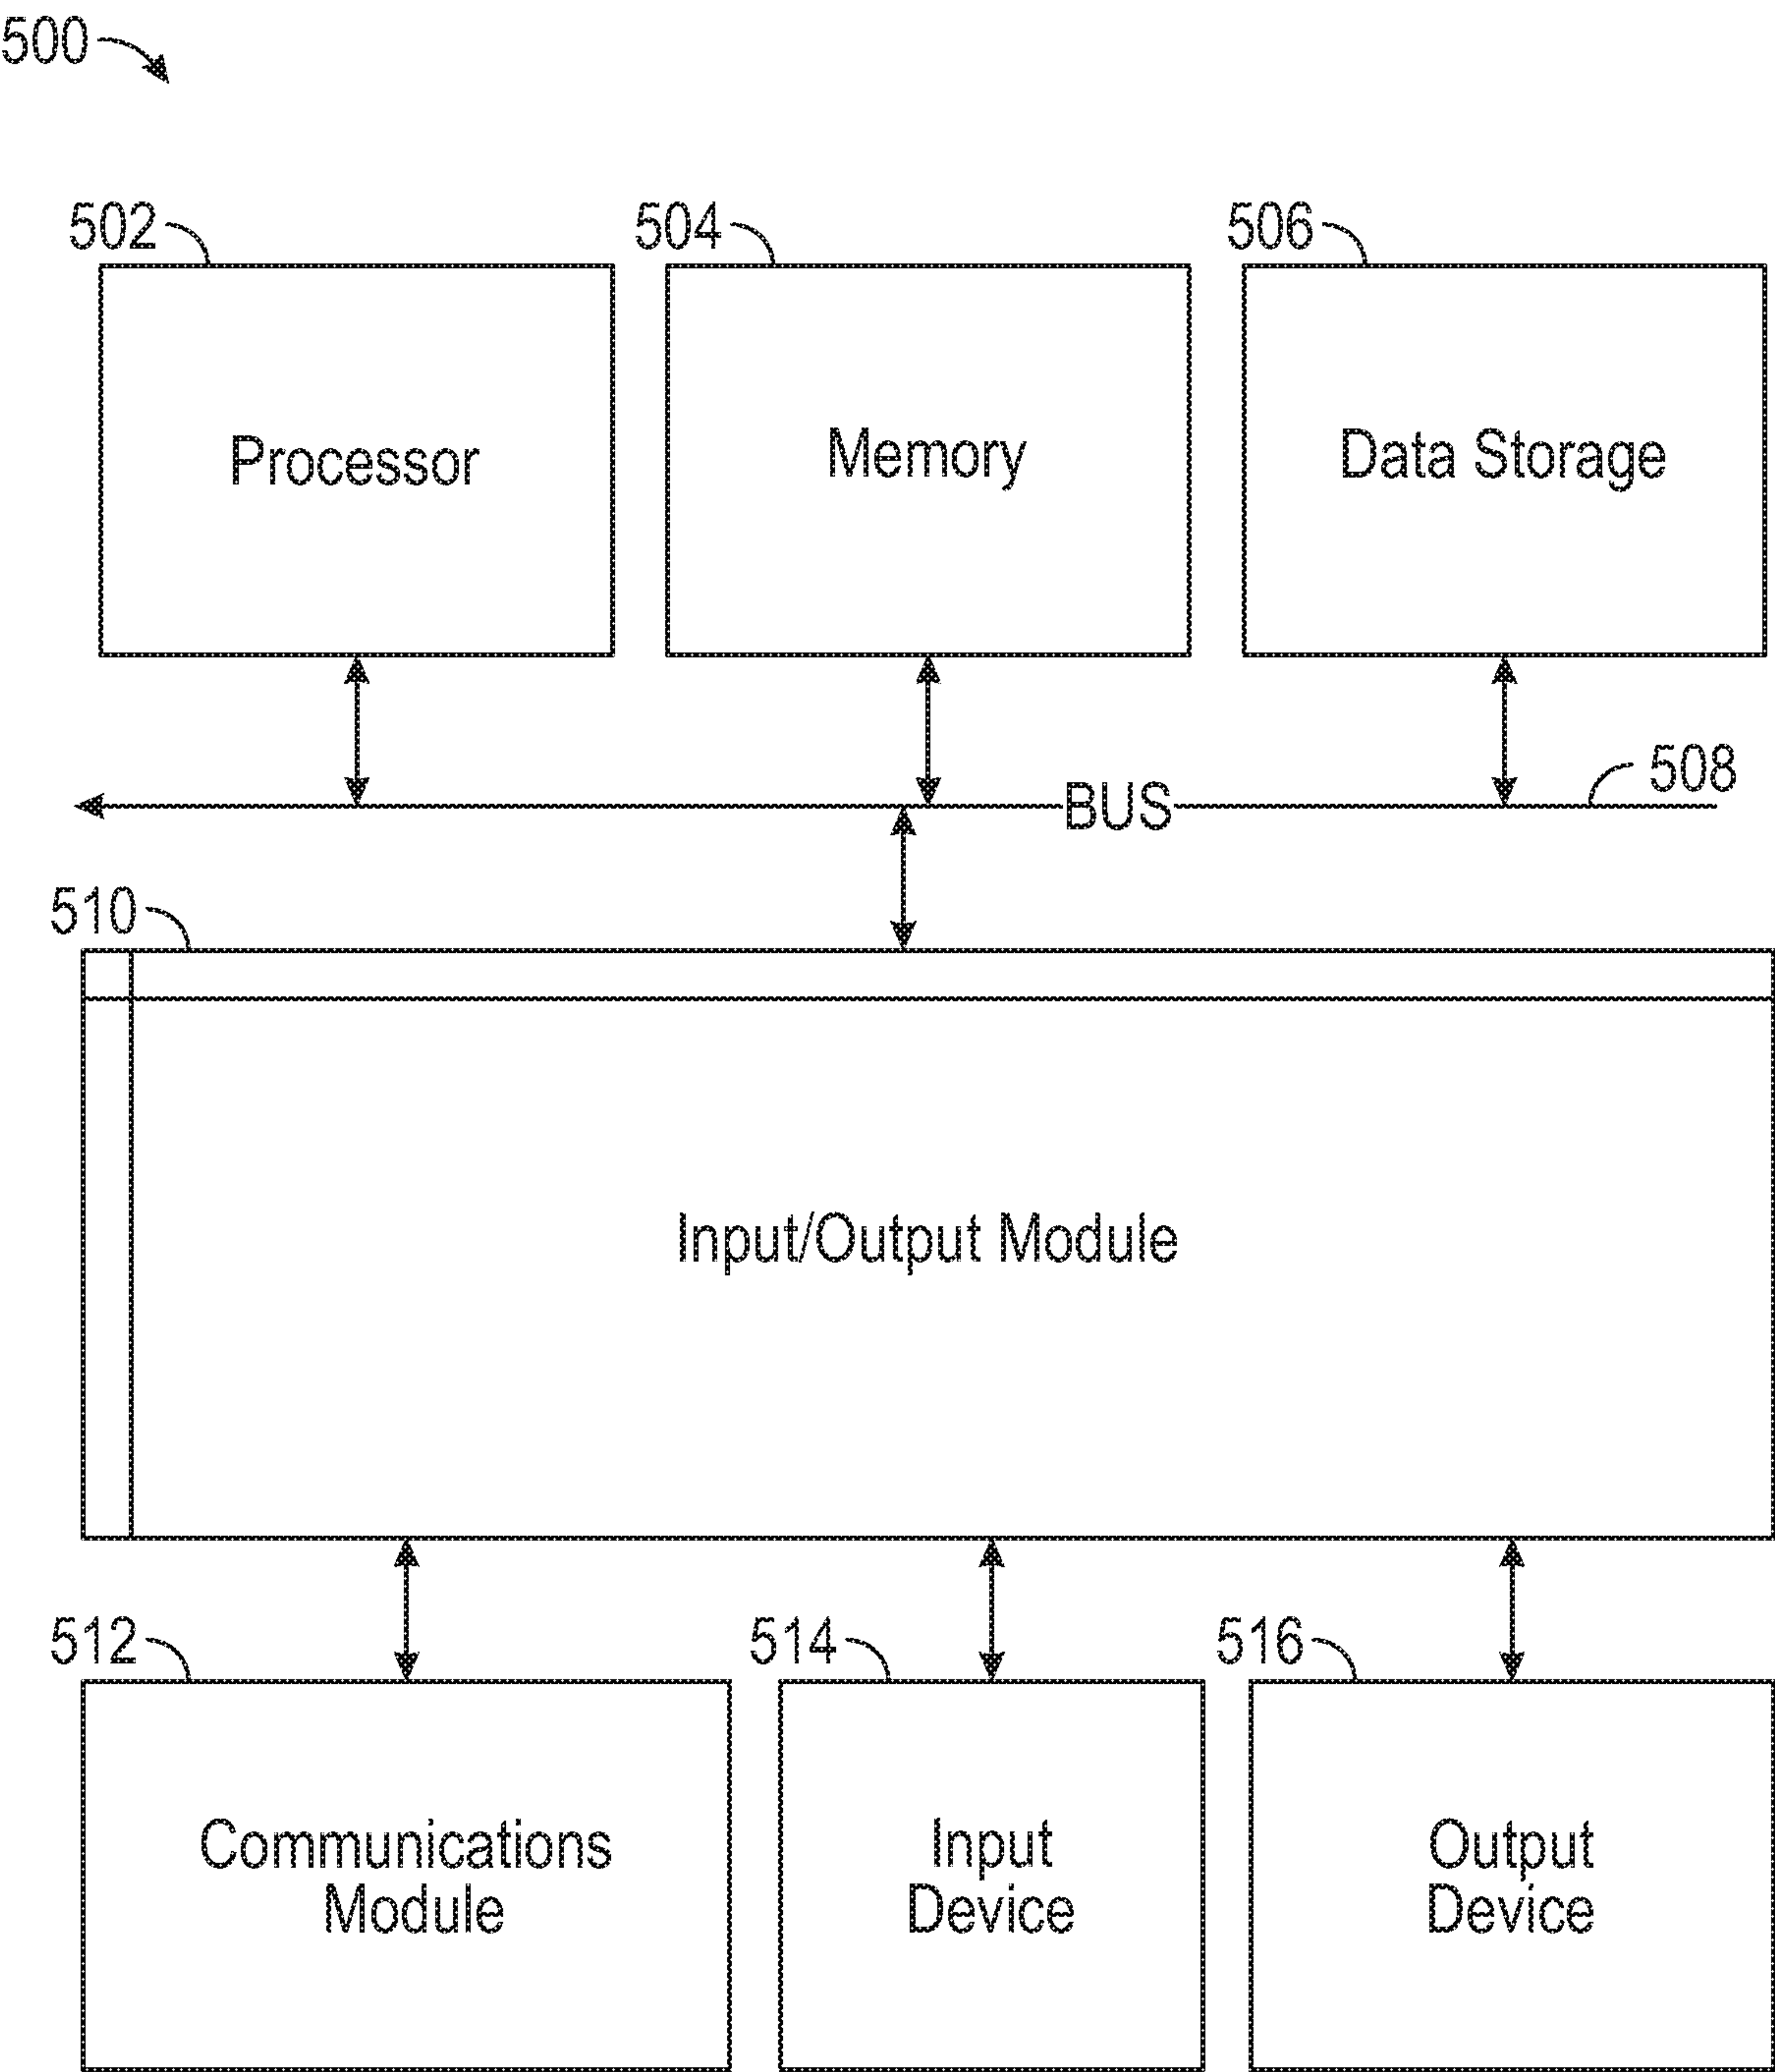 500
502
504
506
Processor
Memory
Data Storage
508
BUS
510
Input/Output Module
512
514
516
Communications
Module
Input
Device
Output
Device